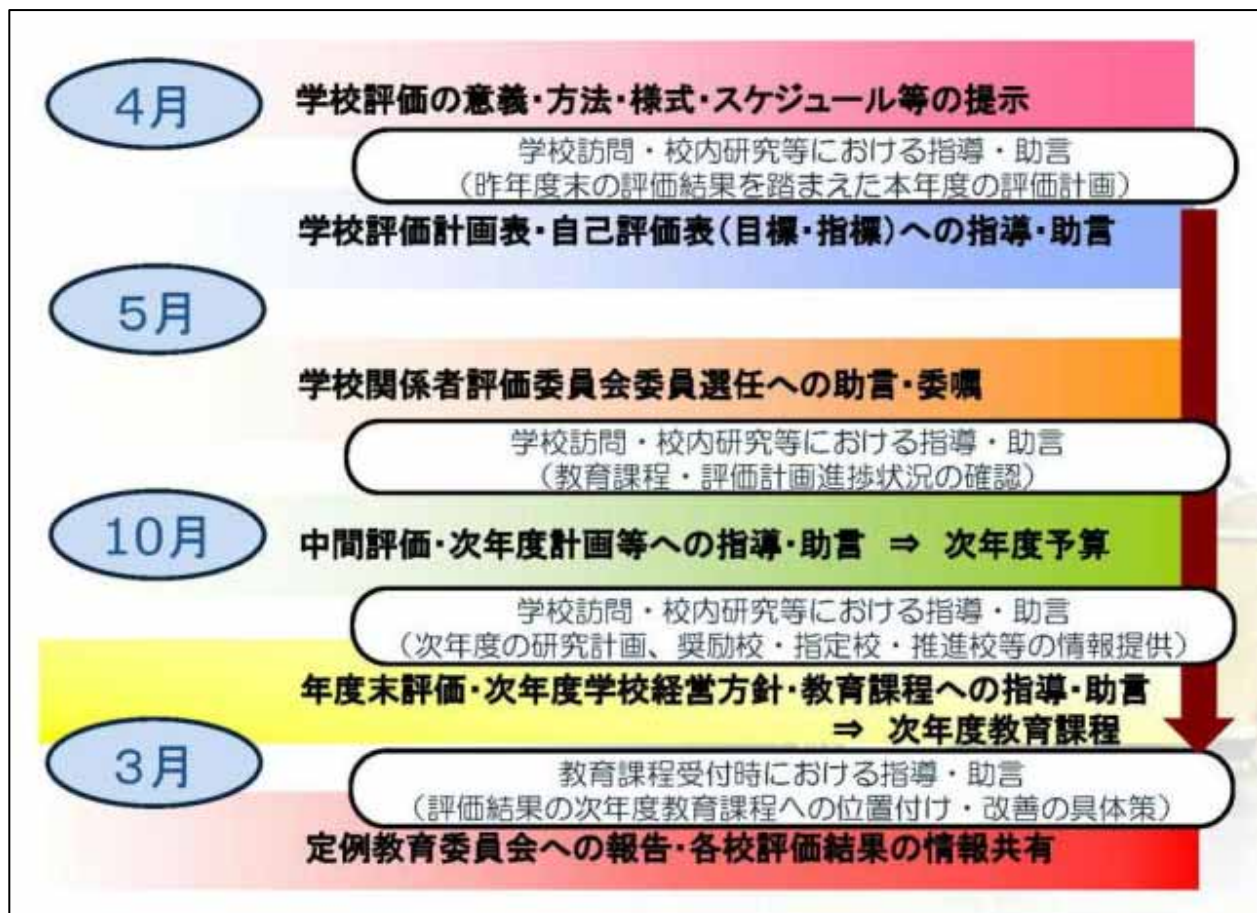 4月
学校評価の意義・方法・様式・スケジュール等の提示
学校訪問・校内研究等における指導・助言
（昨年度末の評価結果を踏まえた本年度の評価計画）
学校評価計画表・自己評価表（目標・指標）への指導・助言
5月
学校関係者評価委員会委員選任への助言・委嘱
学校訪問・校内研究等における指導・助言
（教育課程・評価計画進捗状況の確認）
10月
中間評価・次年度計画等への指導・助言 ⇒ 次年度予算
学校訪問・校内研究等における指導・助言
（次年度の研究計画、奨励校・指定校・推進校等の情報提供）
年度末評価・次年度学校経営方針・教育課程への指導・助言
⇒ 次年度教育課程
3月
教育課程受付時における指導・助言
（評価結果の次年度教育課程への位置付け・改善の具体策）
定例教育委員会への報告・各校評価結果の情報共有